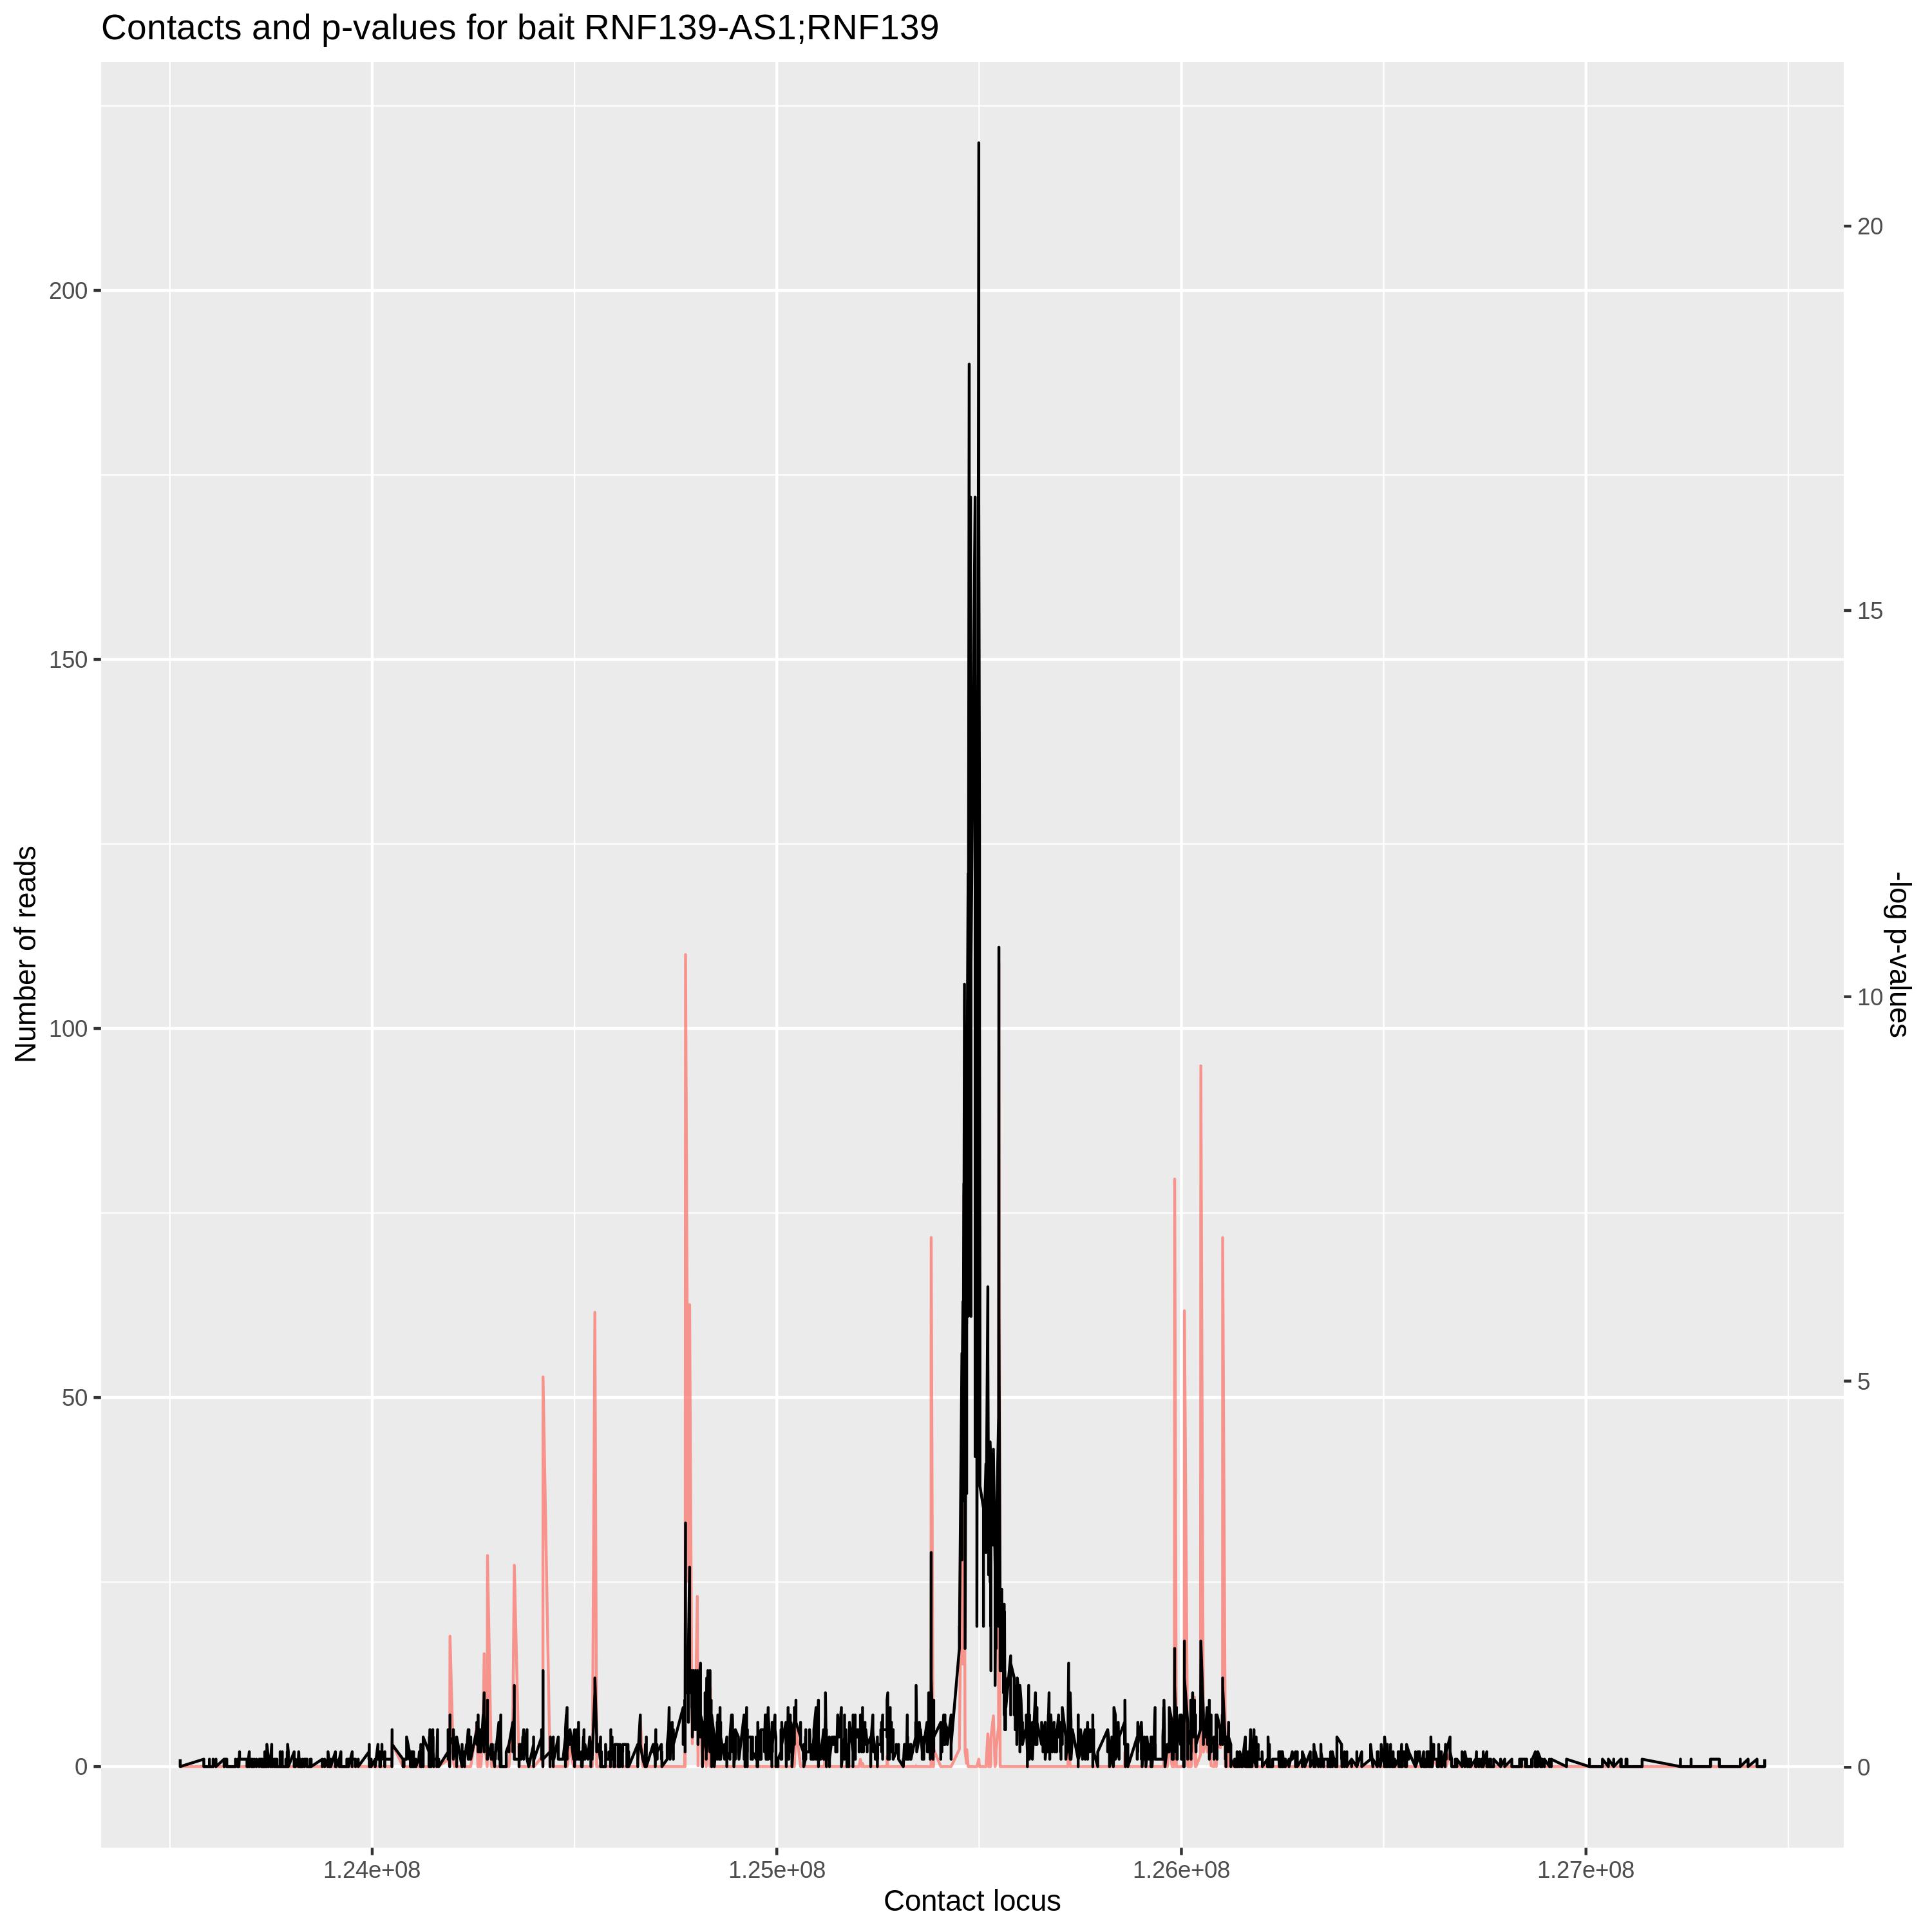 Contacts and p-values for bait RNF139-AS1;RNF139
Number of reads
200
150
100
50
0
20
15
10
5
0
-log p-values
1.24e+08
1.25e+08
1.26e+08
1.27e+08
Contact locus